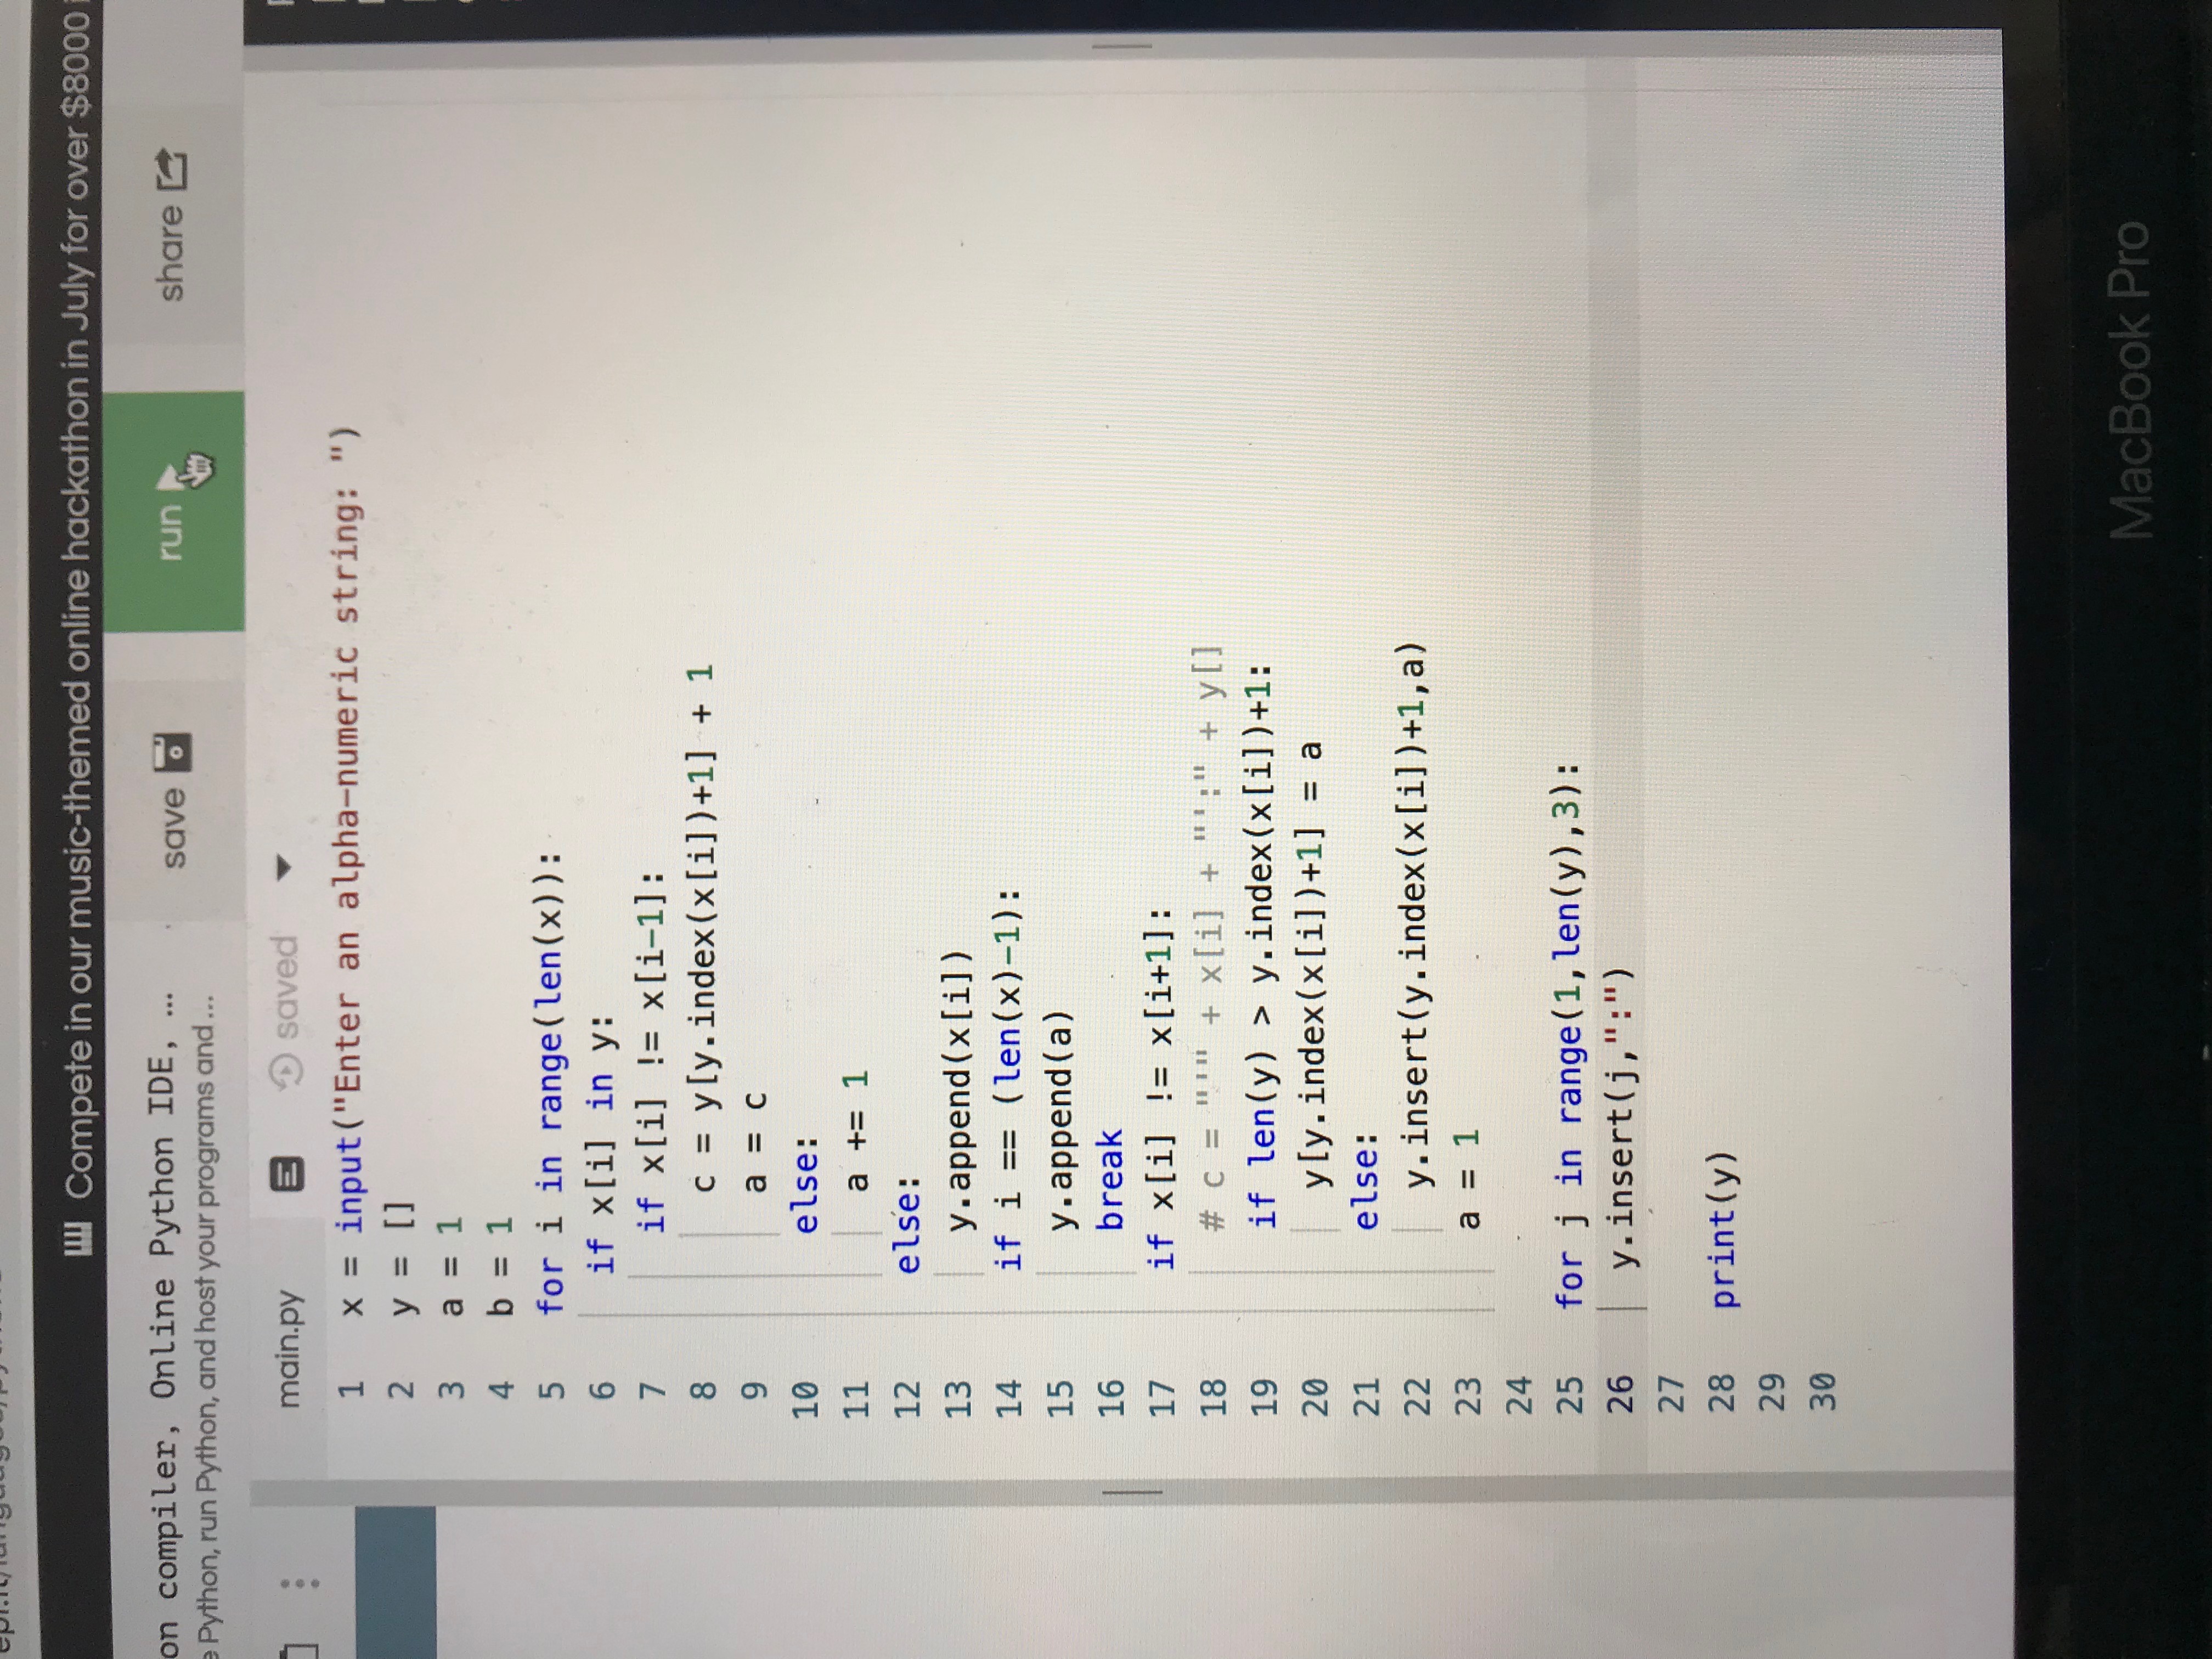 Compete in our music-themed online hackathon in July for over $8000
on compiler, Online Python IDE, ...
e Python, run Python, and host your programs and ...
save
run
share
main.py
saved
1 x = input("Enter an alpha-numeric string: ")
2 y = []
3 a = 1
4 b = 1
5 for i in range(len(x)):
6 if x[i] in y:
7 if x[i] != x[i-1]:
8 c = y[y.index(x[i])+1] + 1
9 a = c
10 else:
11 a += 1
12 else:
13 y.append(x[i])
14 if i == (len(x)-1):
15 y.append(a)
16 break
17 if x[i] != x[i+1]:
18 # c = "'" + x[i] + "':" + y[]
19 if len(y) > y.index(x[i])+1:
20 y[y.index(x[i])+1] = a
21 else:
22 y.insert(y.index(x[i])+1,a)
23 a = 1
24
25 for j in range(1,len(y),3):
26 y.insert(j,":")
27
28 print(y)
29
30
MacBook Pro